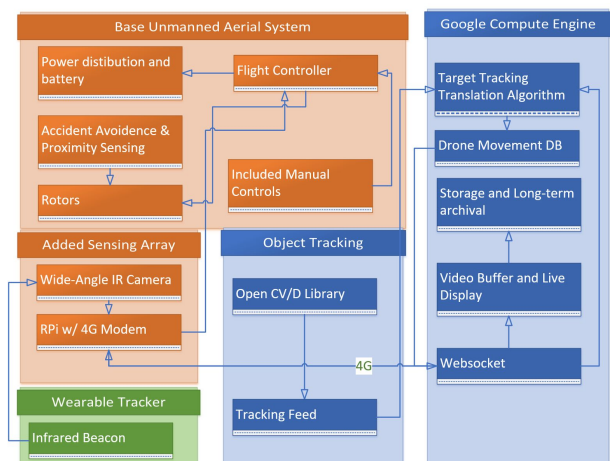 Base Unmanned Aerial System
Power distibution and
battery
Flight Controller
Accident Avoidence &
Proximity Sensing
Rotors
Included Manual
Controls
Added Sensing Array
Wide-Angle IR Camera
RPi w/ 4G Modem
Wearable Tracker
Infrared Beacon
Object Tracking
Open CV/D Library
Tracking Feed
4G
Google Compute Engine
Target Tracking
Translation Algorithm
Drone Movement DB
Storage and Long-term
archival
Video Buffer and Live
Display
Websocket